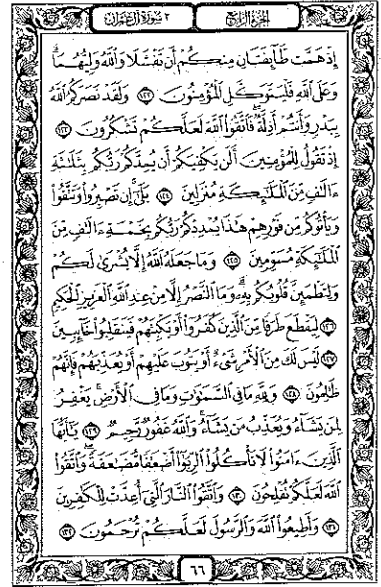 الجزء الرابع
٣ سورة آل عمران
إِذْ هَمَّت طَّآئِفَتَانِ مِنكُمْ أَن تَفْشَلَا وَٱللَّهُ وَلِيُّهُمَاۗ
وَعَلَى ٱللَّهِ فَلْيَتَوَكَّلِ ٱلْمُؤْمِنُونَ ١٢٢ وَلَقَدْ نَصَرَكُمُ ٱللَّهُ
بِبَدْرٍ وَأَنتُمْ أَذِلَّةٌۖ فَٱتَّقُوا۟ ٱللَّهَ لَعَلَّكُمْ تَشْكُرُونَ ١٢٣
إِذْ تَقُولُ لِلْمُؤْمِنِينَ أَلَن يَكْفِيَكُمْ أَن يُمِدَّكُمْ رَبُّكُم بِثَلَٰثَةِ
ءَالَٰفٍ مِّنَ ٱلْمَلَٰٓئِكَةِ مُنزَلِينَ ١٢٤ بَلَىٰٓۚ إِن تَصْبِرُوا۟ وَتَتَّقُوا۟
وَيَأْتُوكُم مِّن فَوْرِهِمْ هَٰذَا يُمْدِدْكُمْ رَبُّكُم بِخَمْسَةِ ءَالَٰفٍ مِّنَ
ٱلْمَلَٰٓئِكَةِ مُسَوِّمِينَ ١٢٥ وَمَا جَعَلَهُ ٱللَّهُ إِلَّا بُشْرَىٰ لَكُمْ
وَلِتَطْمَئِنَّ قُلُوبُكُم بِهِۦۗ وَمَا ٱلنَّصْرُ إِلَّا مِنْ عِندِ ٱللَّهِ ٱلْعَزِيزِ ٱلْحَكِيمِ
١٢٦ لِيَقْطَعَ طَرَفًا مِّنَ ٱلَّذِينَ كَفَرُوٓا۟ أَوْ يَكْبِتَهُمْ فَيَنقَلِبُوا۟ خَآئِبِينَ
١٢٧ لَيْسَ لَكَ مِنَ ٱلْأَمْرِ شَىْءٌ أَوْ يَتُوبَ عَلَيْهِمْ أَوْ يُعَذِّبَهُمْ فَإِنَّهُمْ
ظَٰلِمُونَ ١٢٨ وَلِلَّهِ مَا فِى ٱلسَّمَٰوَٰتِ وَمَا فِى ٱلْأَرْضِۚ يَغْفِرُ
لِمَن يَشَآءُ وَيُعَذِّبُ مَن يَشَآءُۚ وَٱللَّهُ غَفُورٌ رَّحِيمٌ ١٢٩ يَٰٓأَيُّهَا
ٱلَّذِينَ ءَامَنُوا۟ لَا تَأْكُلُوا۟ ٱلرِّبَوٰٓا۟ أَضْعَٰفًا مُّضَٰعَفَةًۖ وَٱتَّقُوا۟
ٱللَّهَ لَعَلَّكُمْ تُفْلِحُونَ ١٣٠ وَٱتَّقُوا۟ ٱلنَّارَ ٱلَّتِىٓ أُعِدَّتْ لِلْكَٰفِرِينَ
١٣١ وَأَطِيعُوا۟ ٱللَّهَ وَٱلرَّسُولَ لَعَلَّكُمْ تُرْحَمُونَ ١٣٢
٦٦